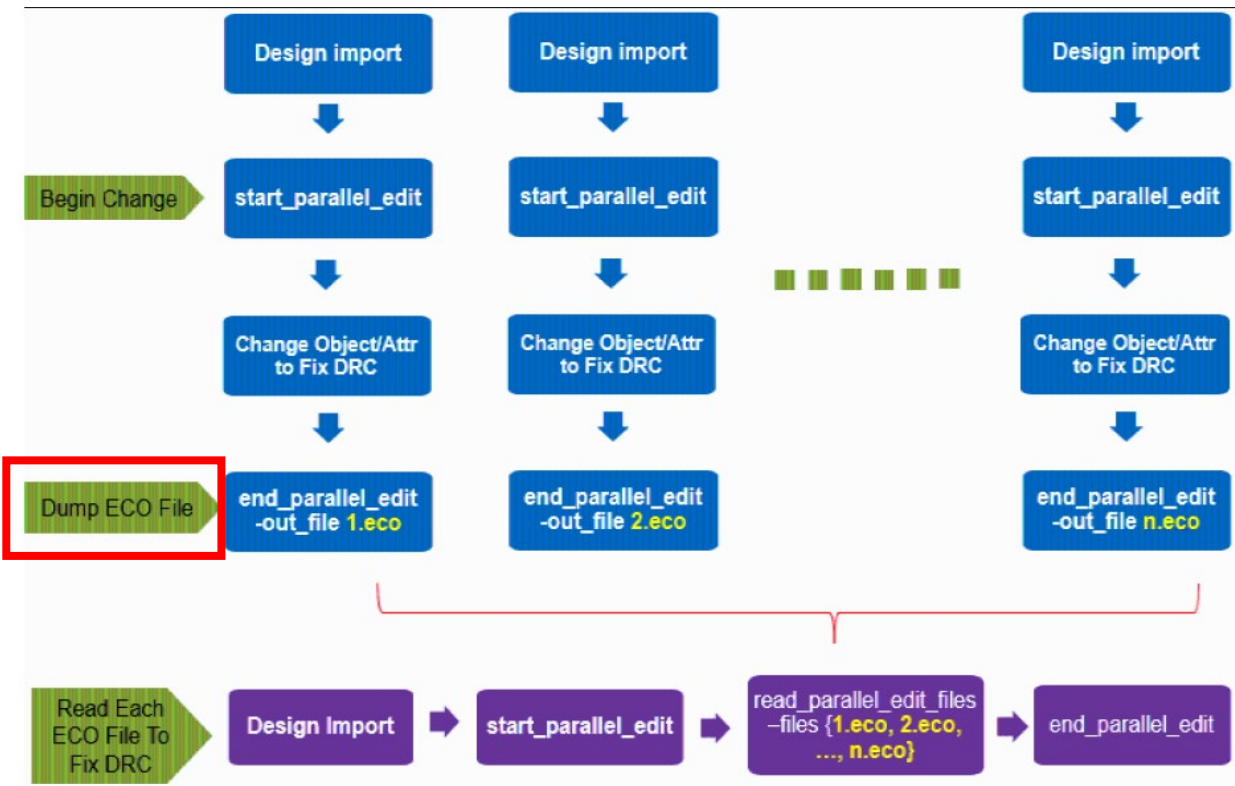 Design import
Design import
Design import
Begin Change
start_parallel_edit
start_parallel_edit
start_parallel_edit
Change Object/Attr
to Fix DRC
Change Object/Attr
to Fix DRC
Change Object/Attr
to Fix DRC
Dump ECO File
end_parallel_edit
-out_file 1.eco
end_parallel_edit
-out_file 2.eco
end_parallel_edit
-out_file n.eco
Read Each
ECO File To
Fix DRC
Design Import
start_parallel_edit
read_parallel_edit_files
–files {1.eco, 2.eco,
…, n.eco}
end_parallel_edit